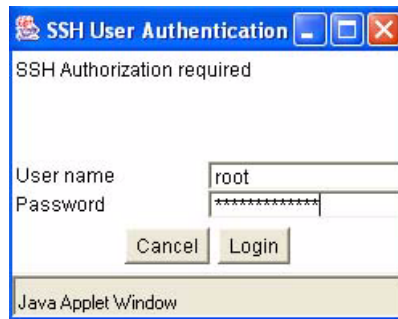 SSH User Authentication
SSH Authorization required
User name root
Password *************
Cancel Login
Java Applet Window